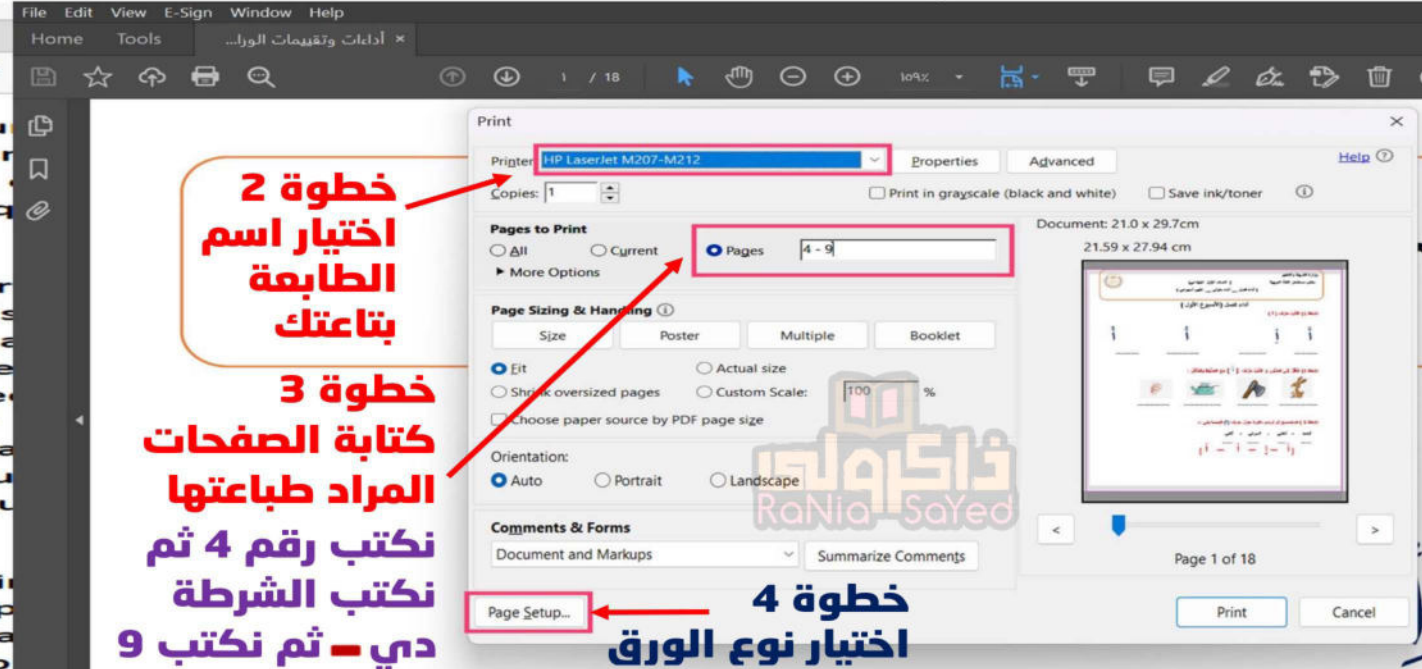 File Edit View E-Sign Window Help
Home Tools أداءات وتقييمات الورا... ×
١ / 18 ١٠٩٪
Print ×
Printer: HP LaserJet M207-M212 Properties Advanced Help
Copies: 1 Print in grayscale (black and white) Save ink/toner
Pages to Print
All Current Pages 4 - 9
More Options
Document: 21.0 x 29.7cm
21.59 x 27.94 cm
Page Sizing & Handling
Size Poster Multiple Booklet
Fit Actual size
Shrink oversized pages Custom Scale: 100 %
Choose paper source by PDF page size
Orientation:
Auto Portrait Landscape
Comments & Forms
Document and Markups Summarize Comments
< >
Page 1 of 18
Page Setup... Print Cancel
خطوة 2
اختيار اسم
الطابعة
بتاعتك
خطوة 3
كتابة الصفحات
المراد طباعتها
نكتب رقم 4 ثم
نكتب الشرطة
دي - ثم نكتب 9
خطوة 4
اختيار نوع الورق
ذاكرولي
RaNia SaYed